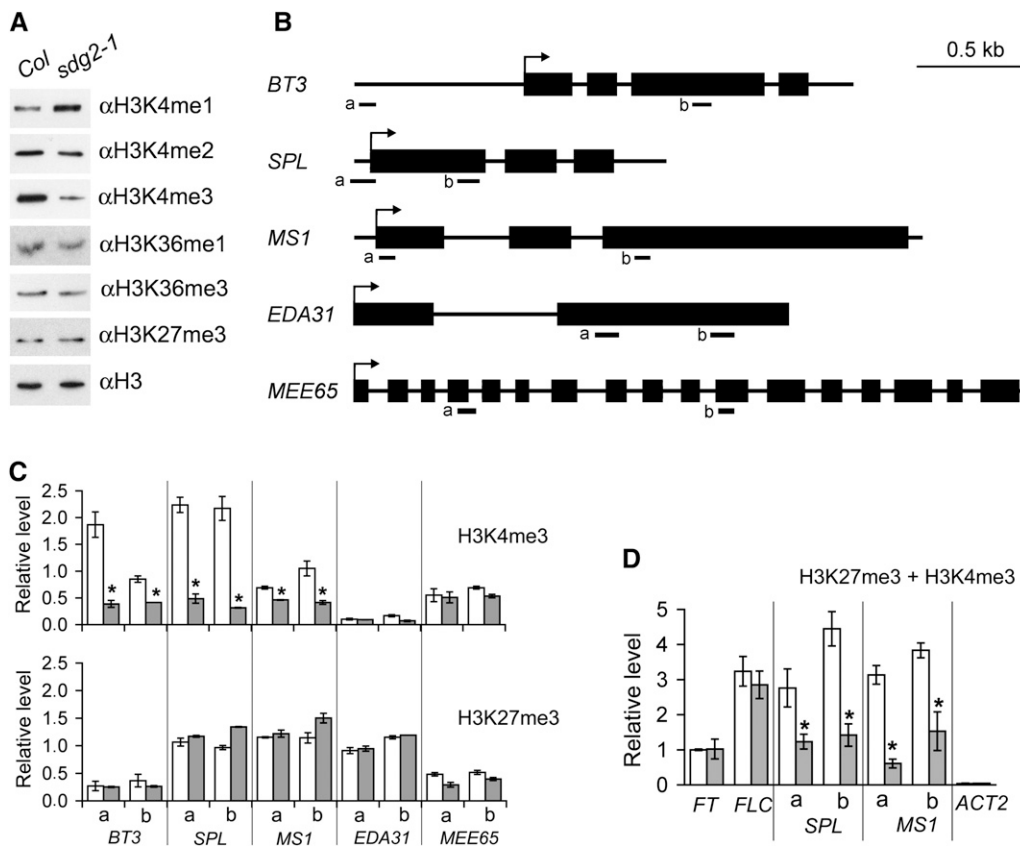 A
Col sdg2-1
αH3K4me1
αH3K4me2
αH3K4me3
αH3K36me1
αH3K36me3
αH3K27me3
αH3
B
0.5 kb
BT3
a
b
SPL
a
b
MS1
a
b
EDA31
a
b
MEE65
a
b
C
Relative level
2.5
2.0
1.5
1.0
0.5
0.0
* * * * * *
H3K4me3
Relative level
2.5
2.0
1.5
1.0
0.5
0.0
H3K27me3
a b a b a b a b a b
BT3 SPL MS1 EDA31 MEE65
D
H3K27me3 + H3K4me3
Relative level
5
4
3
2
1
0
* * * *
FT FLC a b a b ACT2
SPL MS1